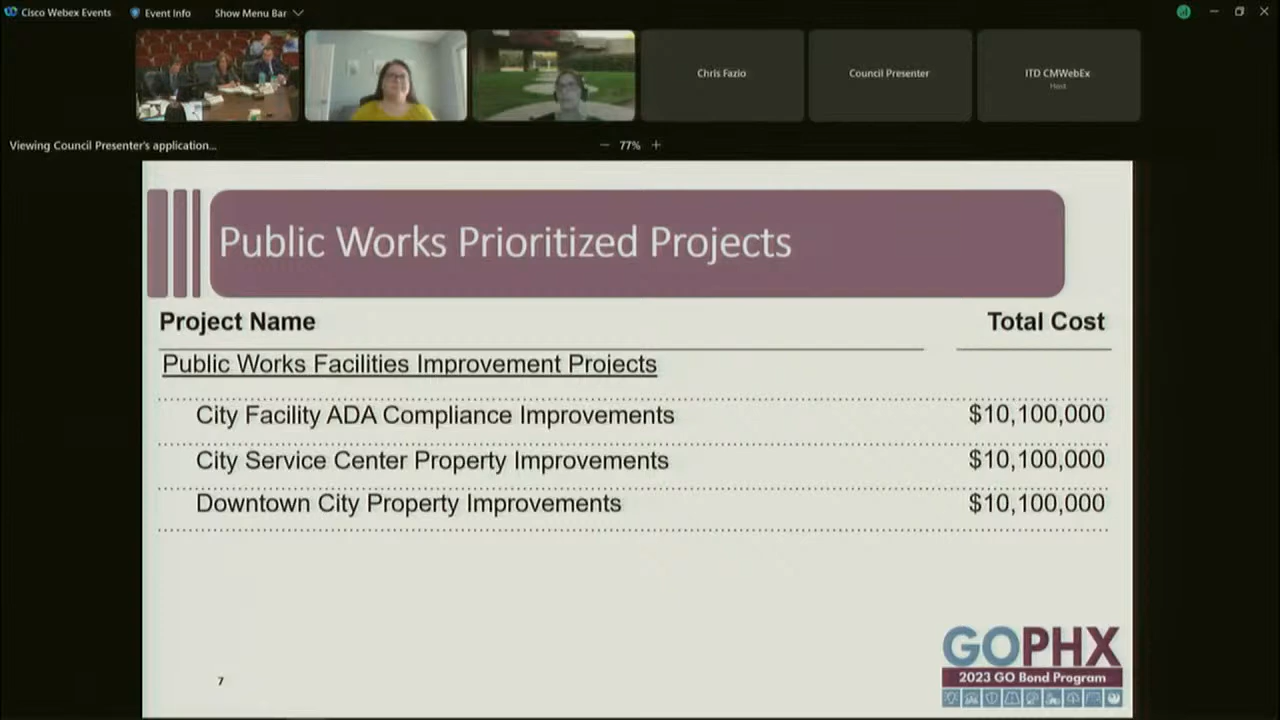 Cisco Webex Events
Event Info
Show Menu Bar
Chris Fazio
Council Presenter
ITD CMWebEx
Host
Viewing Council Presenter's application...
77%
Public Works Prioritized Projects
Project Name Total Cost
Public Works Facilities Improvement Projects
City Facility ADA Compliance Improvements $10,100,000
City Service Center Property Improvements $10,100,000
Downtown City Property Improvements $10,100,000
7
GOPHX
2023 GO Bond Program